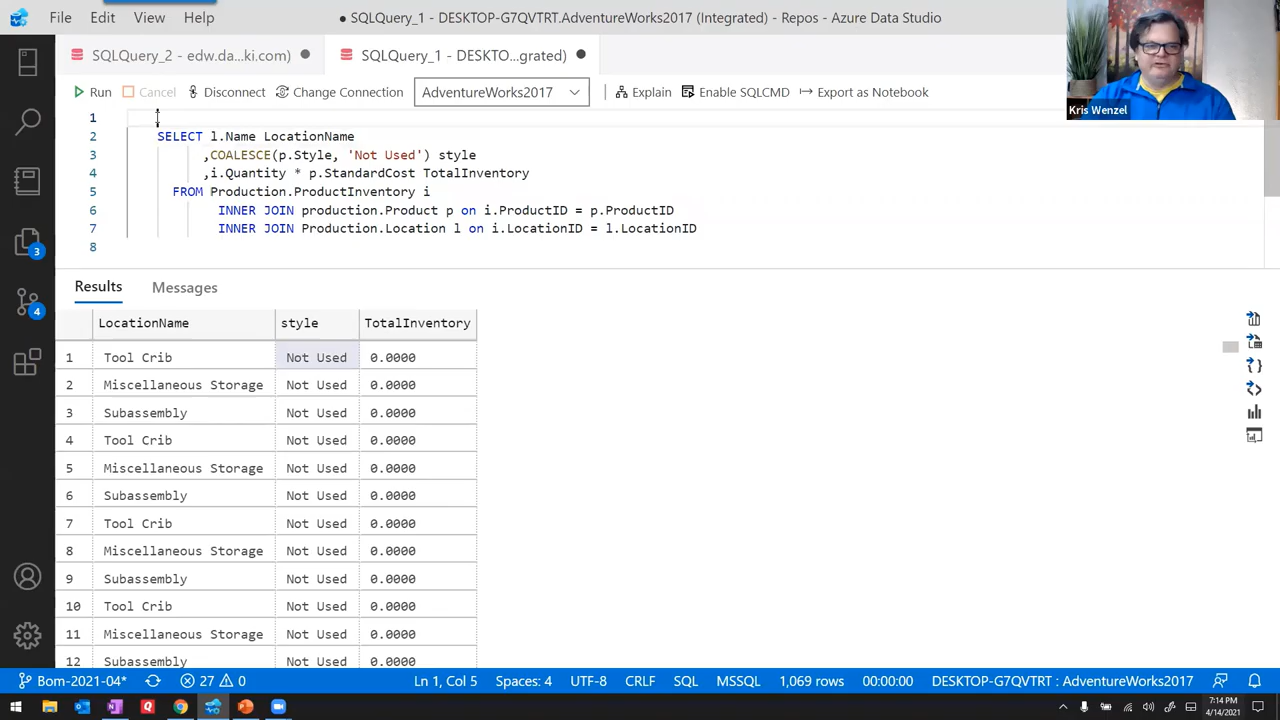 File Edit View Help
● SQLQuery_1 - DESKTOP-G7QVTRT.AdventureWorks2017 (Integrated) - Repos - Azure Data Studio
SQLQuery_2 - edw.da...ki.com) ●
SQLQuery_1 - DESKTO...grated) ●
Run Cancel Disconnect Change Connection AdventureWorks2017 Explain Enable SQLCMD Export as Notebook
Kris Wenzel
1
2 SELECT l.Name LocationName
3 ,COALESCE(p.Style, 'Not Used') style
4 ,i.Quantity * p.StandardCost TotalInventory
5 FROM Production.ProductInventory i
6 INNER JOIN production.Product p on i.ProductID = p.ProductID
7 INNER JOIN Production.Location l on i.LocationID = l.LocationID
8
3
4
Results Messages
LocationName style TotalInventory
1 Tool Crib Not Used 0.0000
2 Miscellaneous Storage Not Used 0.0000
3 Subassembly Not Used 0.0000
4 Tool Crib Not Used 0.0000
5 Miscellaneous Storage Not Used 0.0000
6 Subassembly Not Used 0.0000
7 Tool Crib Not Used 0.0000
8 Miscellaneous Storage Not Used 0.0000
9 Subassembly Not Used 0.0000
10 Tool Crib Not Used 0.0000
11 Miscellaneous Storage Not Used 0.0000
12 Subassembly Not Used 0.0000
Bom-2021-04* 27 0 Ln 1, Col 5 Spaces: 4 UTF-8 CRLF SQL MSSQL 1,069 rows 00:00:00 DESKTOP-G7QVTRT : AdventureWorks2017
7:14 PM
4/14/2021